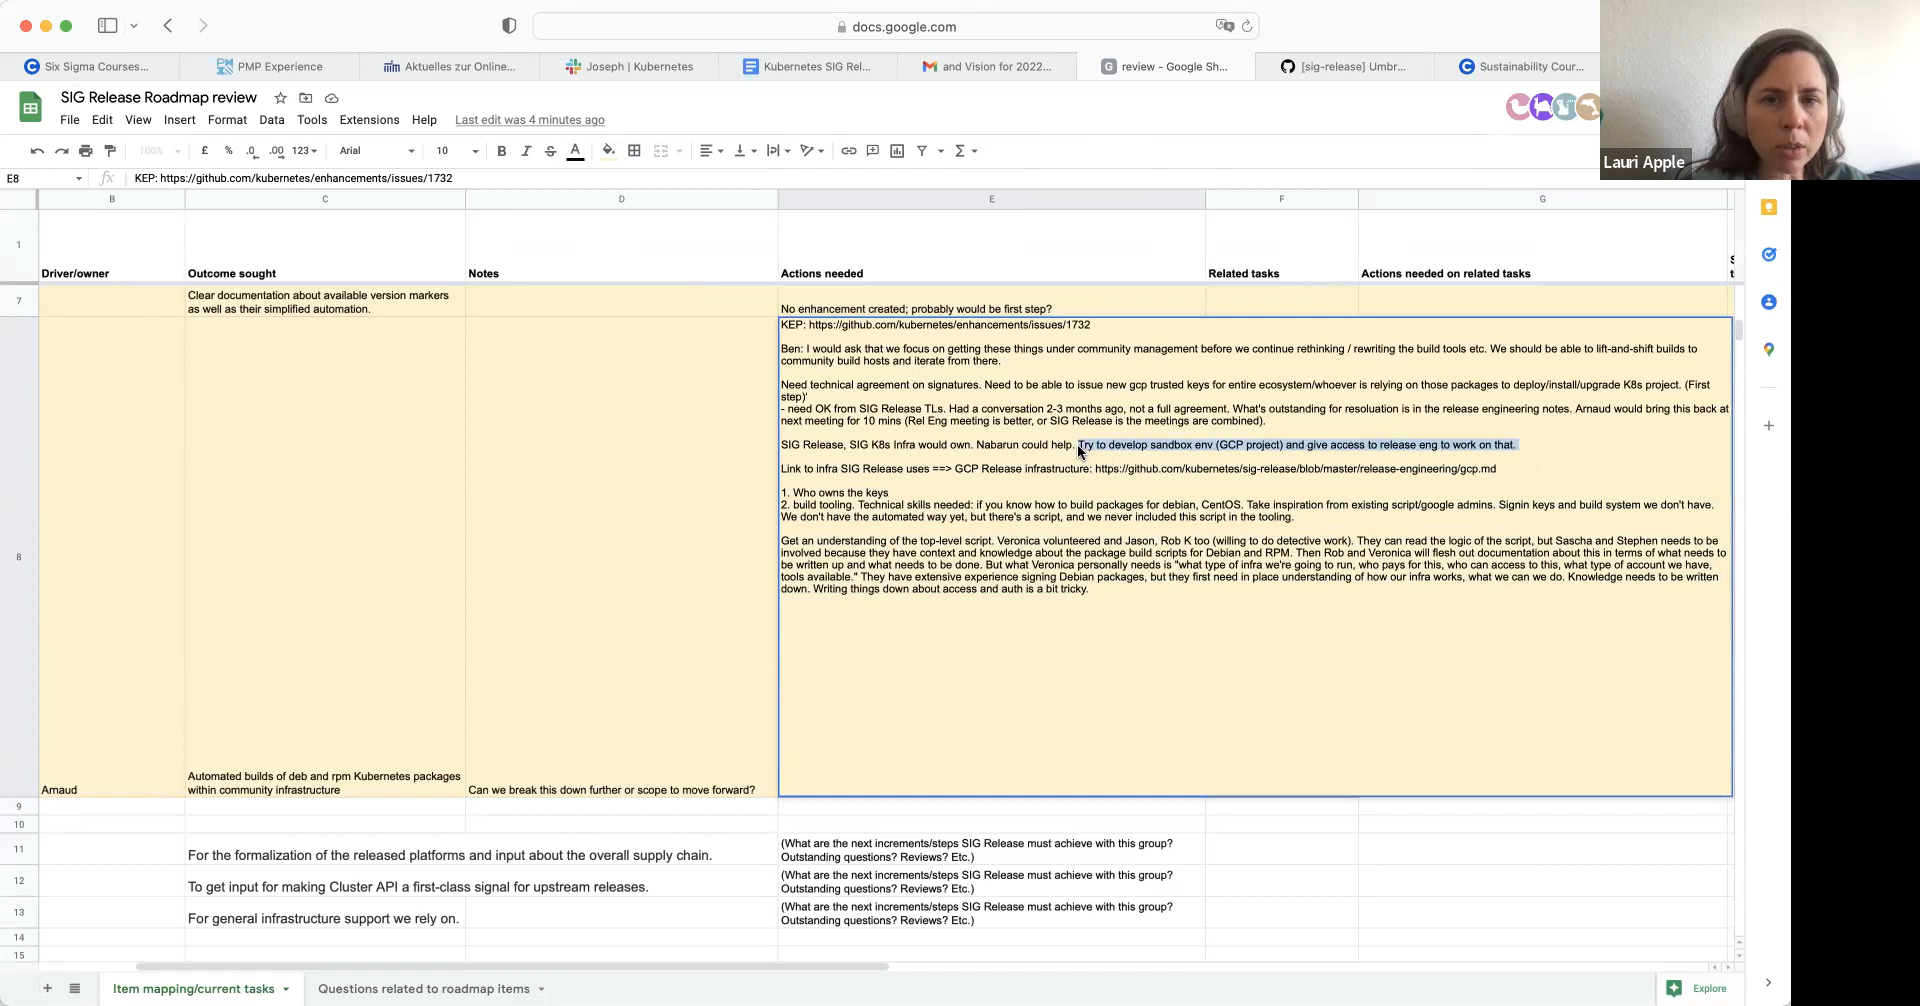 docs.google.com
Six Sigma Courses...
PMP Experience
Aktuelles zur Online...
Joseph | Kubernetes
Kubernetes SIG Rel...
and Vision for 2022...
review - Google Sh...
[sig-release] Umbr...
Sustainability Cour...
SIG Release Roadmap review
File Edit View Insert Format Data Tools Extensions Help Last edit was 4 minutes ago
100% £ % .0 .00 123 Arial 10 B I S A
Lauri Apple
E8 fx KEP: https://github.com/kubernetes/enhancements/issues/1732
B C D E F G
1
Driver/owner Outcome sought Notes Actions needed Related tasks Actions needed on related tasks
7
Clear documentation about available version markers
as well as their simplified automation.
No enhancement created; probably would be first step?
KEP: https://github.com/kubernetes/enhancements/issues/1732
Ben: I would ask that we focus on getting these things under community management before we continue rethinking / rewriting the build tools etc. We should be able to lift-and-shift builds to
community build hosts and iterate from there.
Need technical agreement on signatures. Need to be able to issue new gcp trusted keys for entire ecosystem/whoever is relying on those packages to deploy/install/upgrade K8s project. (First
step)'
- need OK from SIG Release TLs. Had a conversation 2-3 months ago, not a full agreement. What's outstanding for resoluation is in the release engineering notes. Arnaud would bring this back at
next meeting for 10 mins (Rel Eng meeting is better, or SIG Release is the meetings are combined).
SIG Release, SIG K8s Infra would own. Nabarun could help. Try to develop sandbox env (GCP project) and give access to release eng to work on that.
Link to infra SIG Release uses ==> GCP Release infrastructure: https://github.com/kubernetes/sig-release/blob/master/release-engineering/gcp.md
1. Who owns the keys
2. build tooling. Technical skills needed: if you know how to build packages for debian, CentOS. Take inspiration from existing script/google admins. Signin keys and build system we don't have.
We don't have the automated way yet, but there's a script, and we never included this script in the tooling.
Get an understanding of the top-level script. Veronica volunteered and Jason, Rob K too (willing to do detective work). They can read the logic of the script, but Sascha and Stephen needs to be
involved because they have context and knowledge about the package build scripts for Debian and RPM. Then Rob and Veronica will flesh out documentation about this in terms of what needs to
be written up and what needs to be done. But what Veronica personally needs is "what type of infra we're going to run, who pays for this, who can access to this, what type of account we have,
tools available." They have extensive experience signing Debian packages, but they first need in place understanding of how our infra works, what we can we do. Knowledge needs to be written
down. Writing things down about access and auth is a bit tricky.
8
Arnaud
Automated builds of deb and rpm Kubernetes packages
within community infrastructure
Can we break this down further or scope to move forward?
9
10
11
For the formalization of the released platforms and input about the overall supply chain.
(What are the next increments/steps SIG Release must achieve with this group?
Outstanding questions? Reviews? Etc.)
12
To get input for making Cluster API a first-class signal for upstream releases.
(What are the next increments/steps SIG Release must achieve with this group?
Outstanding questions? Reviews? Etc.)
13
For general infrastructure support we rely on.
(What are the next increments/steps SIG Release must achieve with this group?
Outstanding questions? Reviews? Etc.)
14
15
Item mapping/current tasks
Questions related to roadmap items
Explore